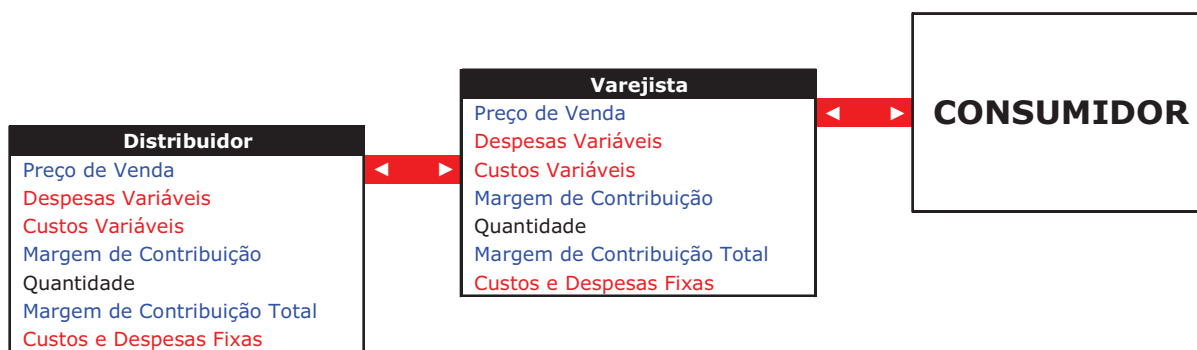 Distribuidor
Preço de Venda
Despesas Variáveis
Custos Variáveis
Margem de Contribuição
Quantidade
Margem de Contribuição Total
Custos e Despesas Fixas
Varejista
Preço de Venda
Despesas Variáveis
Custos Variáveis
Margem de Contribuição
Quantidade
Margem de Contribuição Total
Custos e Despesas Fixas
CONSUMIDOR